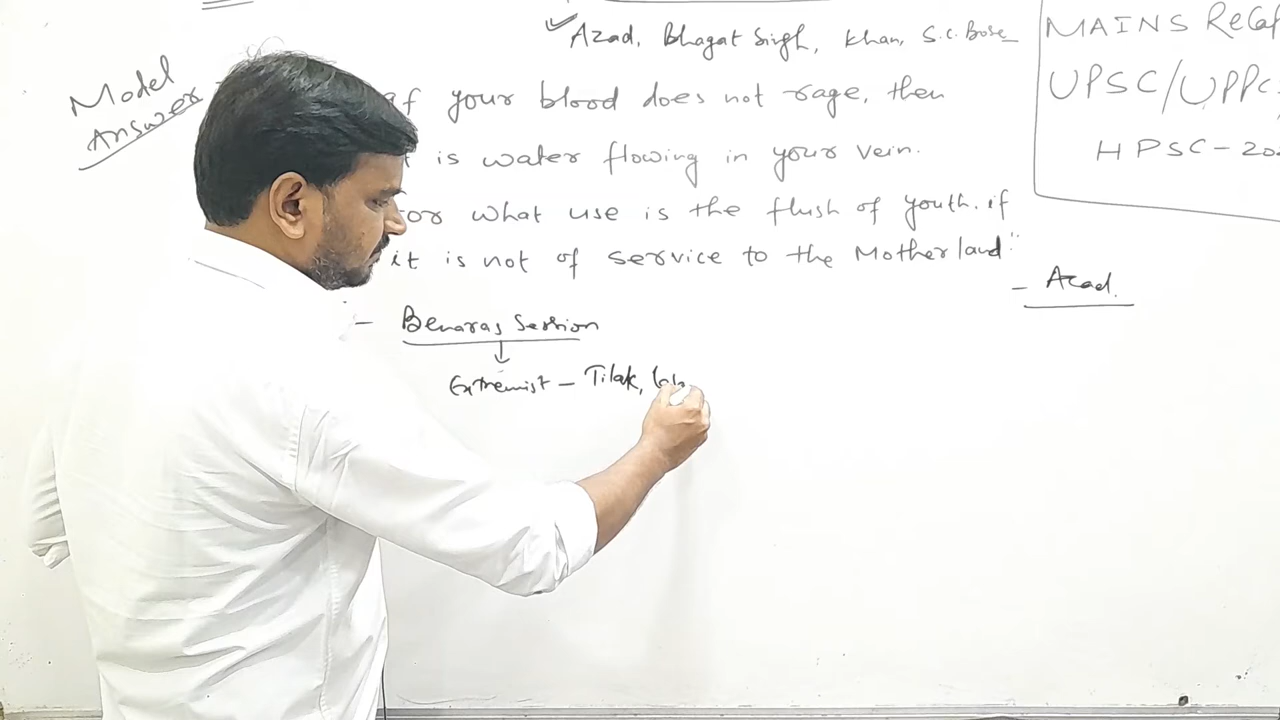 Azad, Bhagat Singh, Khan, S.C. Bose
MAINS Recap
UPSC/UPPC
HPSC-20
Model
Answer
If your blood does not rage, then
is water flowing in your vein.
For what use is the flush of youth. if
it is not of service to the Motherland"
- Azad.
- Benaras Session
Extremist - Tilak, Lal